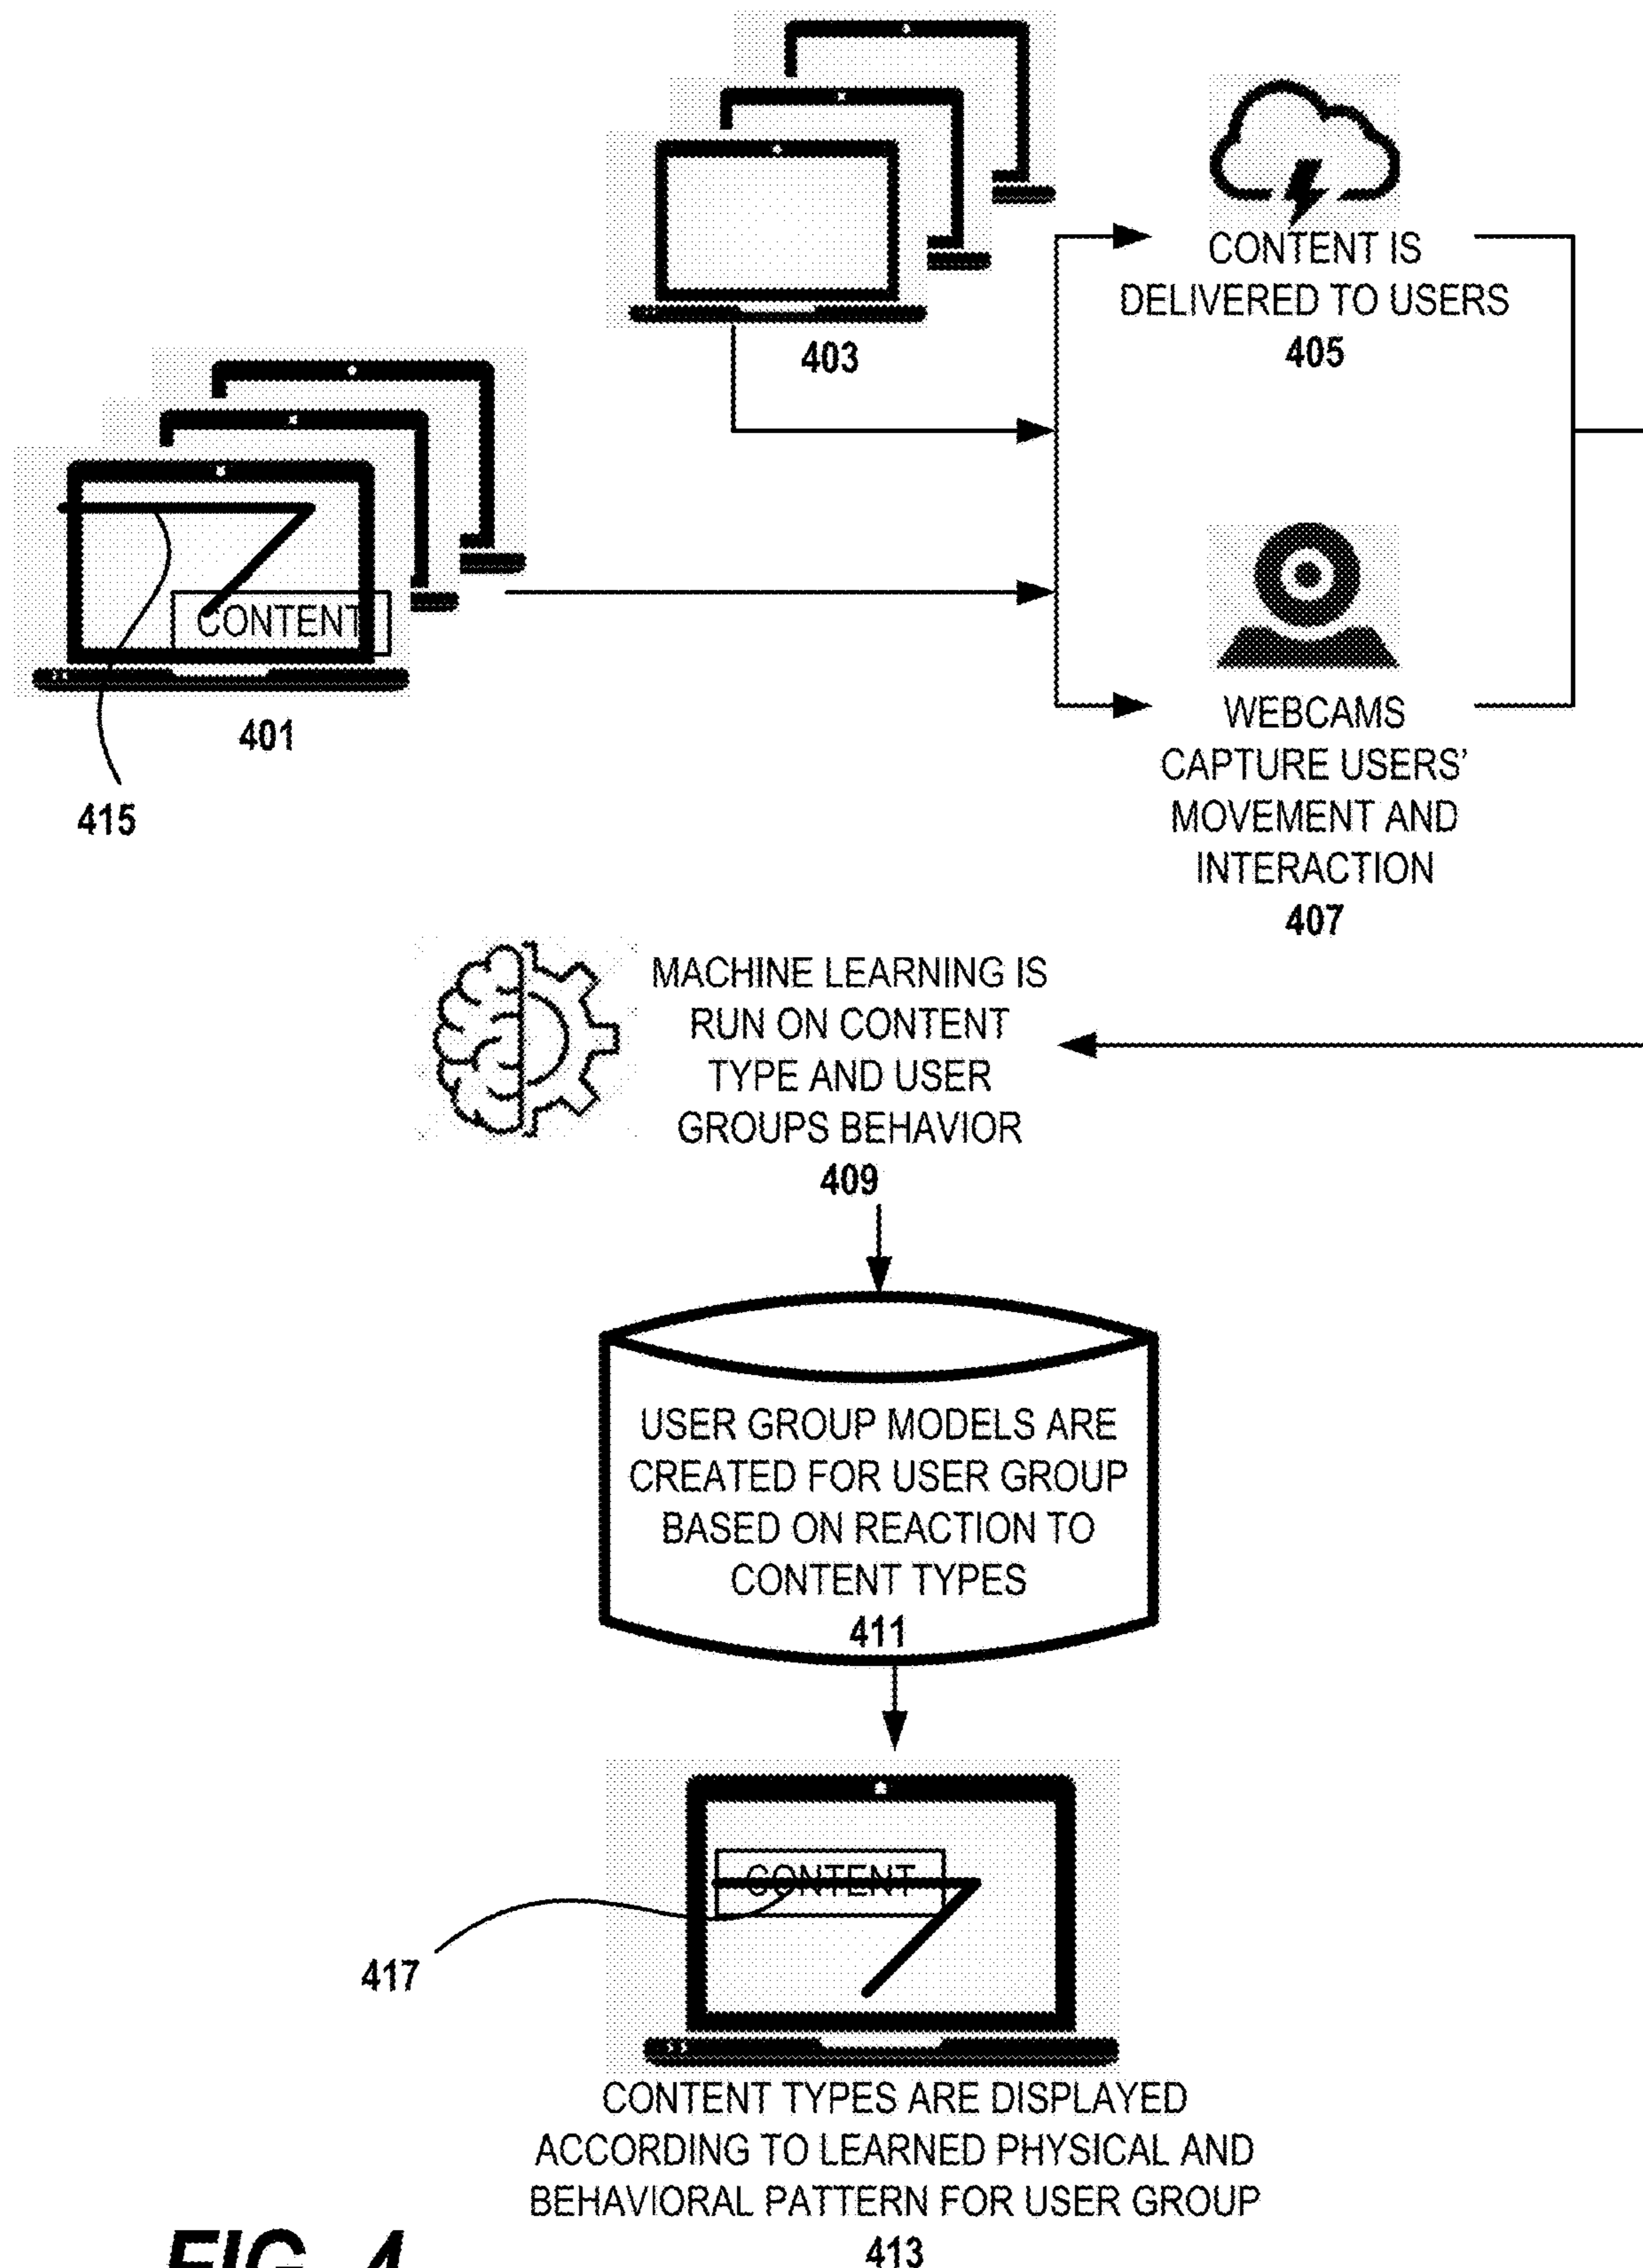 CONTENT IS
DELIVERED TO USERS
405
403
CONTENT
401
415
WEBCAMS
CAPTURE USERS'
MOVEMENT AND
INTERACTION
407
MACHINE LEARNING IS
RUN ON CONTENT
TYPE AND USER
GROUPS BEHAVIOR
409
USER GROUP MODELS ARE
CREATED FOR USER GROUP
BASED ON REACTION TO
CONTENT TYPES
411
CONTENT
417
CONTENT TYPES ARE DISPLAYED
ACCORDING TO LEARNED PHYSICAL AND
BEHAVIORAL PATTERN FOR USER GROUP
413
FIG. 4